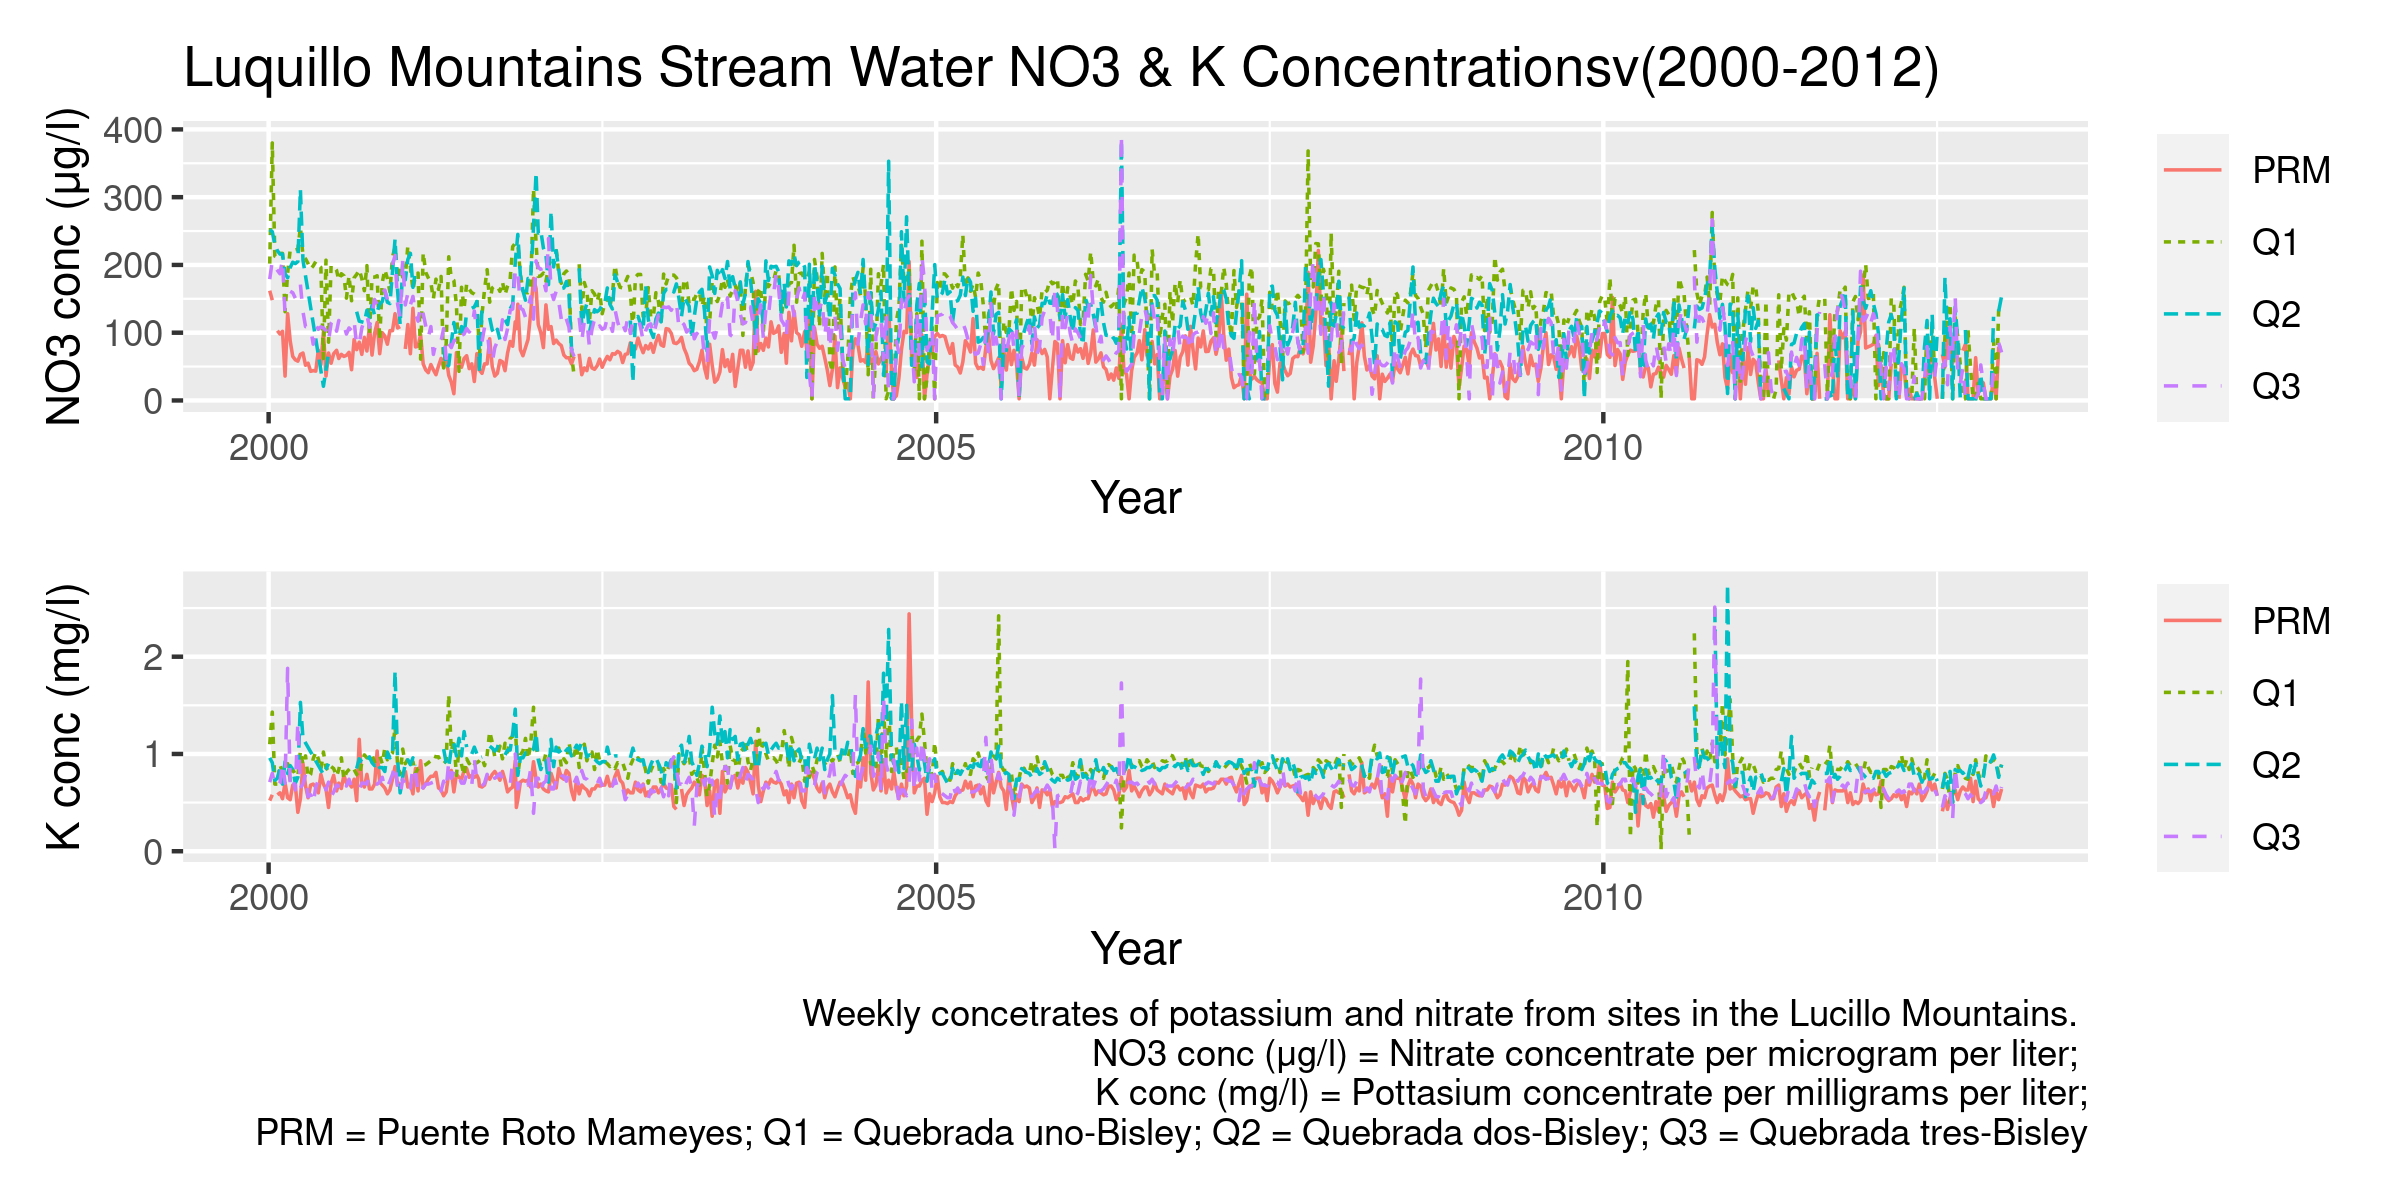 Luquillo Mountains Stream Water NO3 & K Concentrationsv(2000-2012)
NO3 conc (µg/l)
400
300
200
100
0
2000
2005
2010
Year
PRM
Q1
Q2
Q3
K conc (mg/l)
2
1
0
2000
2005
2010
Year
PRM
Q1
Q2
Q3
Weekly concetrates of potassium and nitrate from sites in the Lucillo Mountains.
NO3 conc (µg/l) = Nitrate concentrate per microgram per liter;
K conc (mg/l) = Pottasium concentrate per milligrams per liter;
PRM = Puente Roto Mameyes; Q1 = Quebrada uno-Bisley; Q2 = Quebrada dos-Bisley; Q3 = Quebrada tres-Bisley